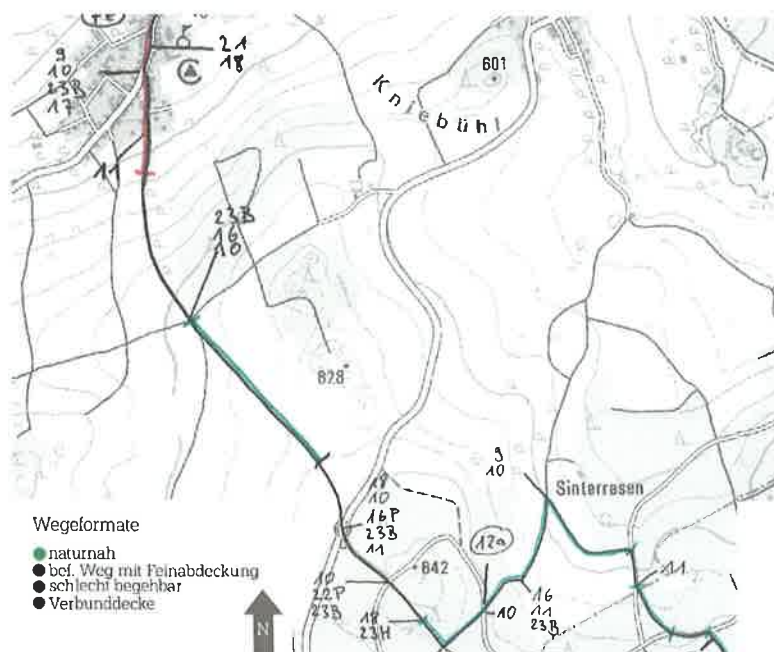 21
18
9
10
23B
17
11
601
Kniebühl
23B
16
10
828
18
10
16P
23B
11
9
10
Sinterrasen
12a
842
10
22P
23B
18
23H
10
16
11
23B
11
Wegeformate
naturnah
bef. Weg mit Feinabdeckung
schlecht begehbar
Verbunddecke
N